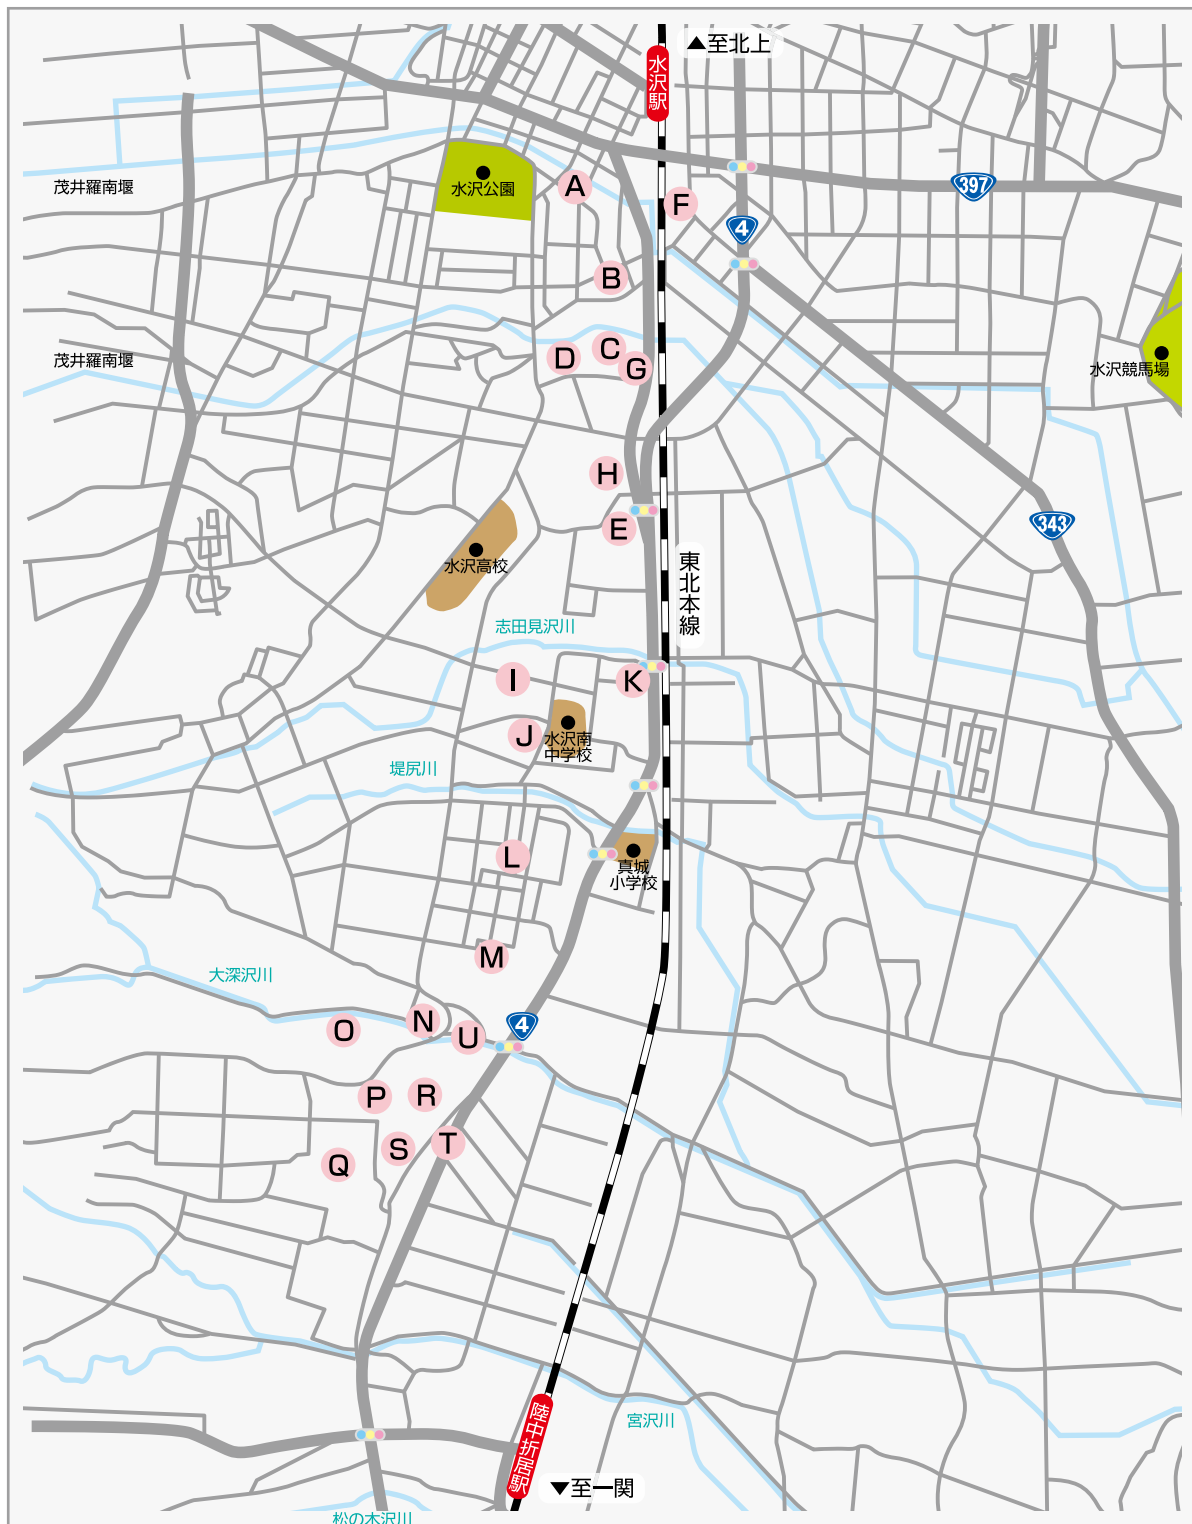 ▲至北上
水沢駅
397
茂井羅南堰
水沢公園
A
F
4
B
茂井羅南堰
D
C
G
水沢競馬場
H
E
343
水沢高校
東北本線
志田見沢川
I
K
J
水沢南
中学校
堤尻川
L
真城
小学校
M
大深沢川
O
N
U
4
P
R
Q
S
T
陸中折居駅
宮沢川
▼至一関
松の木沢川